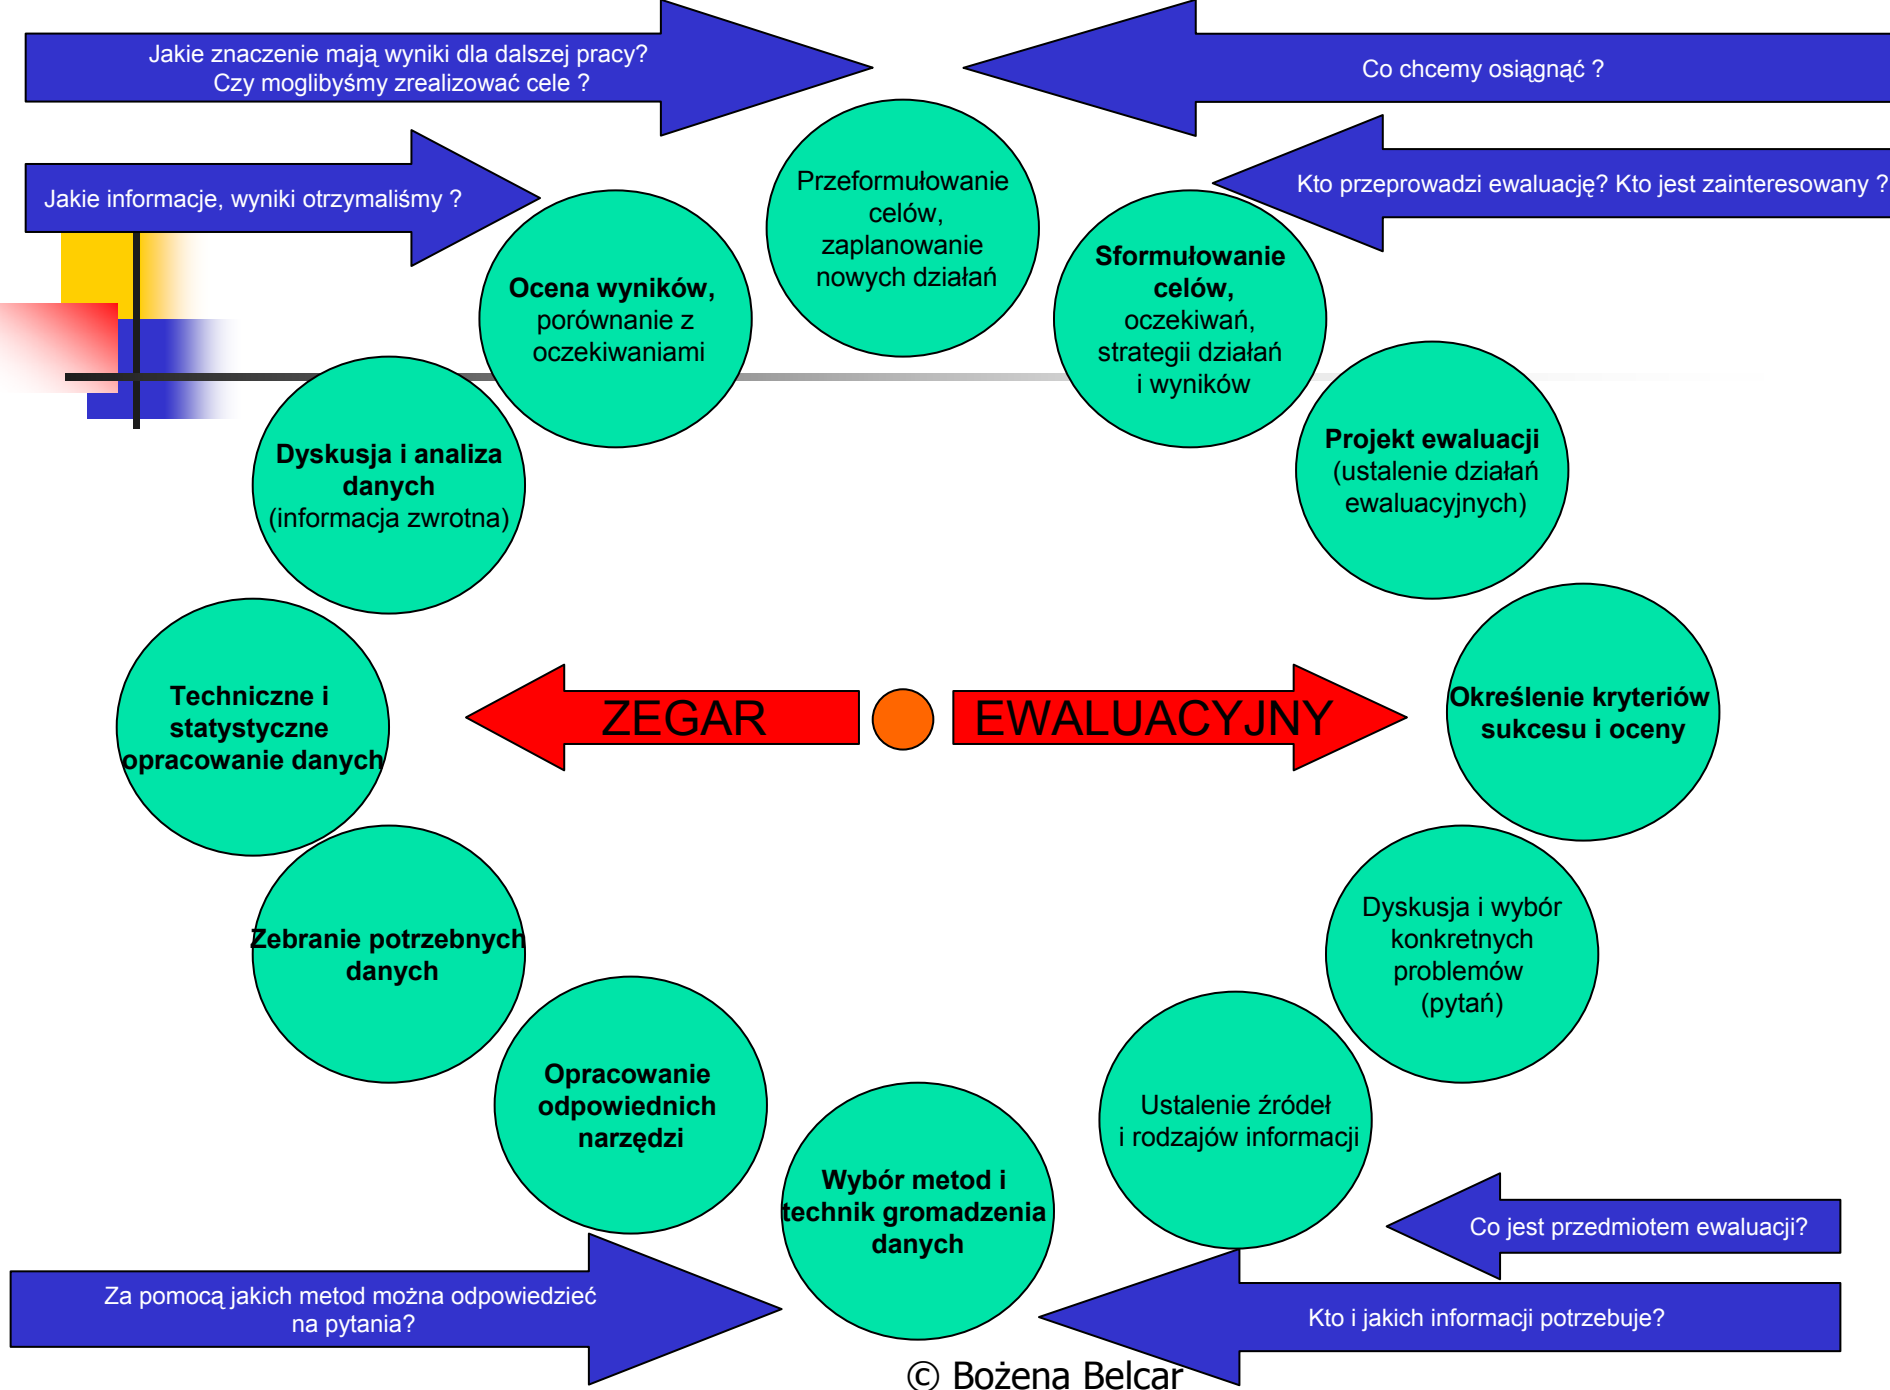 Jakie znaczenie mają wyniki dla dalszej pracy?
Czy moglibyśmy zrealizować cele ?
Co chcemy osiągnąć ?
Jakie informacje, wyniki otrzymaliśmy ?
Kto przeprowadzi ewaluację? Kto jest zainteresowany ?
Przeformułowanie
celów,
zaplanowanie
nowych działań
Sformułowanie
celów,
oczekiwań,
strategii działań
i wyników
Ocena wyników,
porównanie z
oczekiwaniami
Projekt ewaluacji
(ustalenie działań
ewaluacyjnych)
Dyskusja i analiza
danych
(informacja zwrotna)
Określenie kryteriów
sukcesu i oceny
Techniczne i
statystyczne
opracowanie danych
ZEGAR
EWALUACYJNY
Dyskusja i wybór
konkretnych
problemów
(pytań)
Zebranie potrzebnych
danych
Ustalenie źródeł
i rodzajów informacji
Opracowanie
odpowiednich
narzędzi
Wybór metod i
technik gromadzenia
danych
Co jest przedmiotem ewaluacji?
Za pomocą jakich metod można odpowiedzieć
na pytania?
Kto i jakich informacji potrzebuje?
© Bożena Belcar